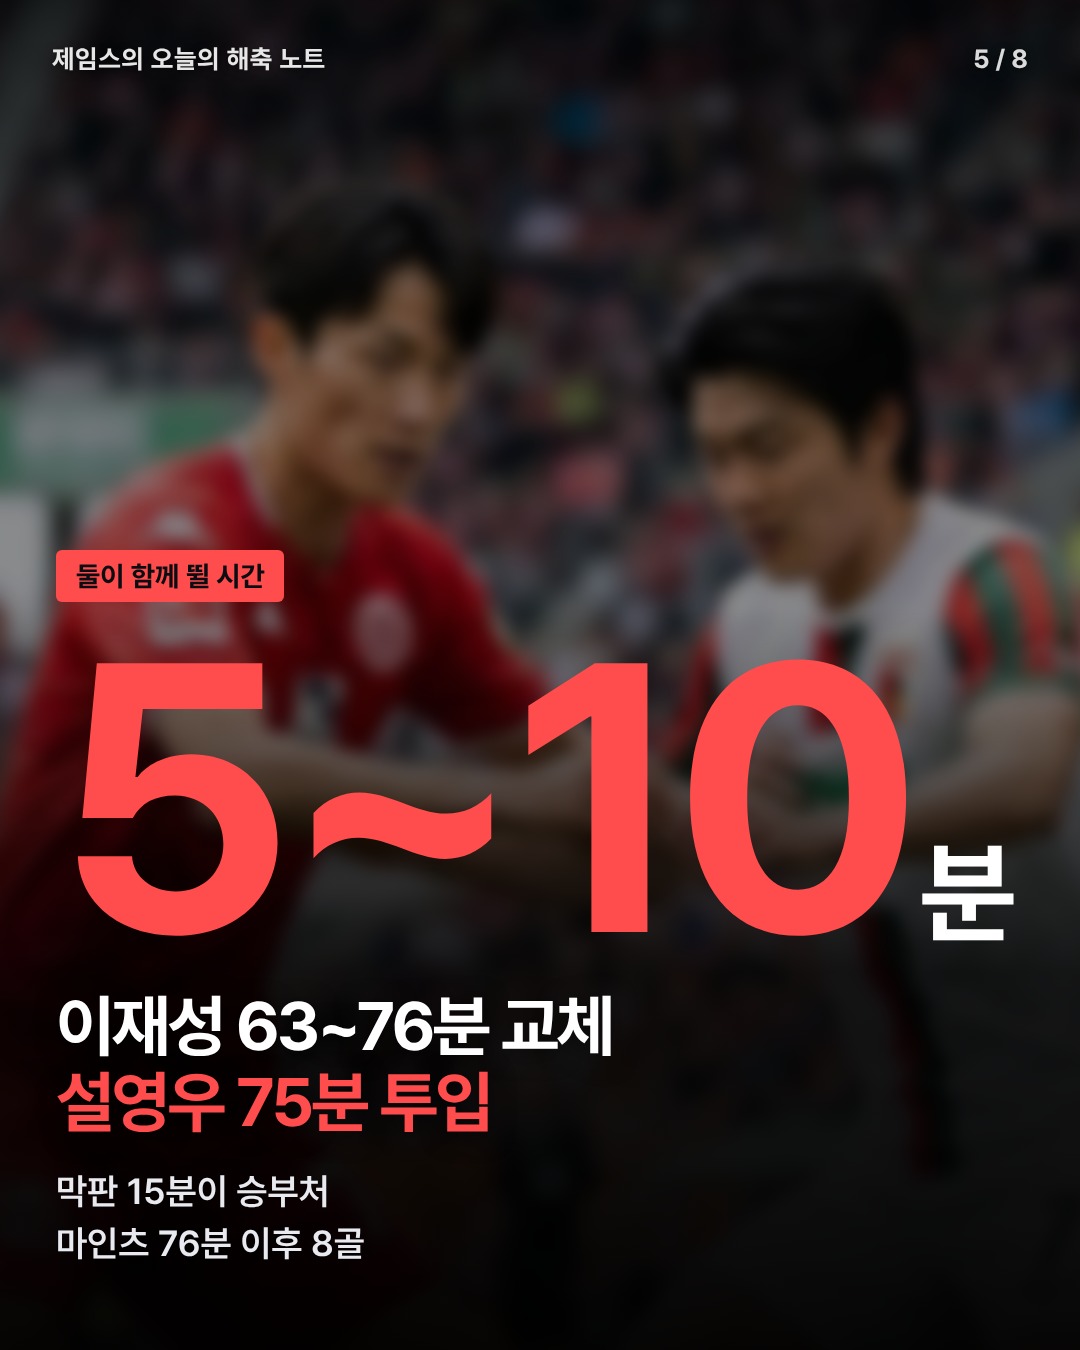 제임스의 오늘의 해축 노트
5 / 8
둘이 함께 뛸 시간
5~10분
이재성 63~76분 교체
설영우 75분 투입
막판 15분이 승부처
마인츠 76분 이후 8골